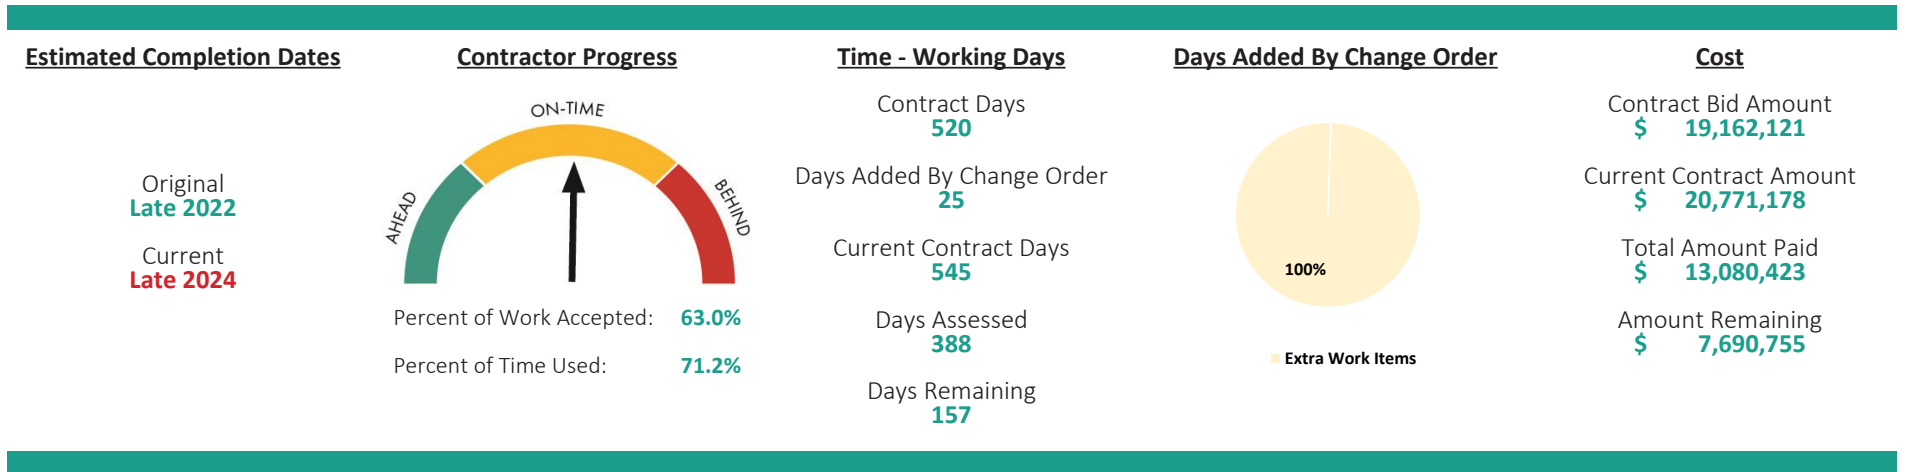 Estimated Completion Dates
Original
Late 2022
Current
Late 2024
Contractor Progress
ON-TIME
AHEAD
BEHIND
Percent of Work Accepted: 63.0%
Percent of Time Used: 71.2%
Time - Working Days
Contract Days
520
Days Added By Change Order
25
Current Contract Days
545
Days Assessed
388
Days Remaining
157
Days Added By Change Order
100%
Extra Work Items
Cost
Contract Bid Amount
$ 19,162,121
Current Contract Amount
$ 20,771,178
Total Amount Paid
$ 13,080,423
Amount Remaining
$ 7,690,755